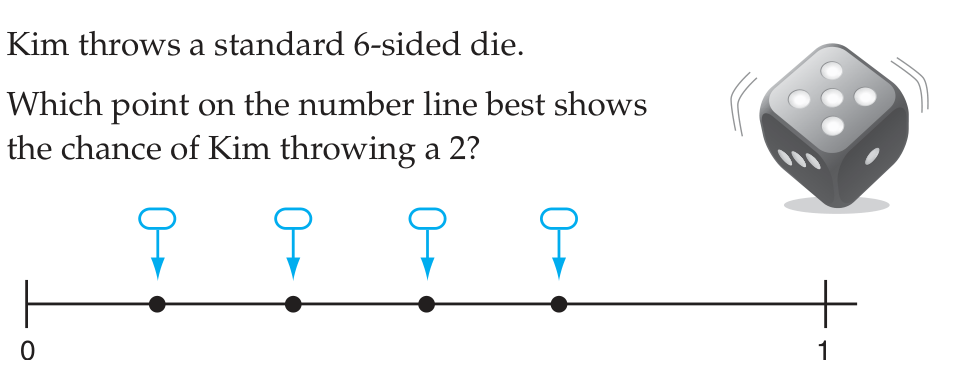 Kim throws a standard 6-sided die.
Which point on the number line best shows
the chance of Kim throwing a 2?
0 1